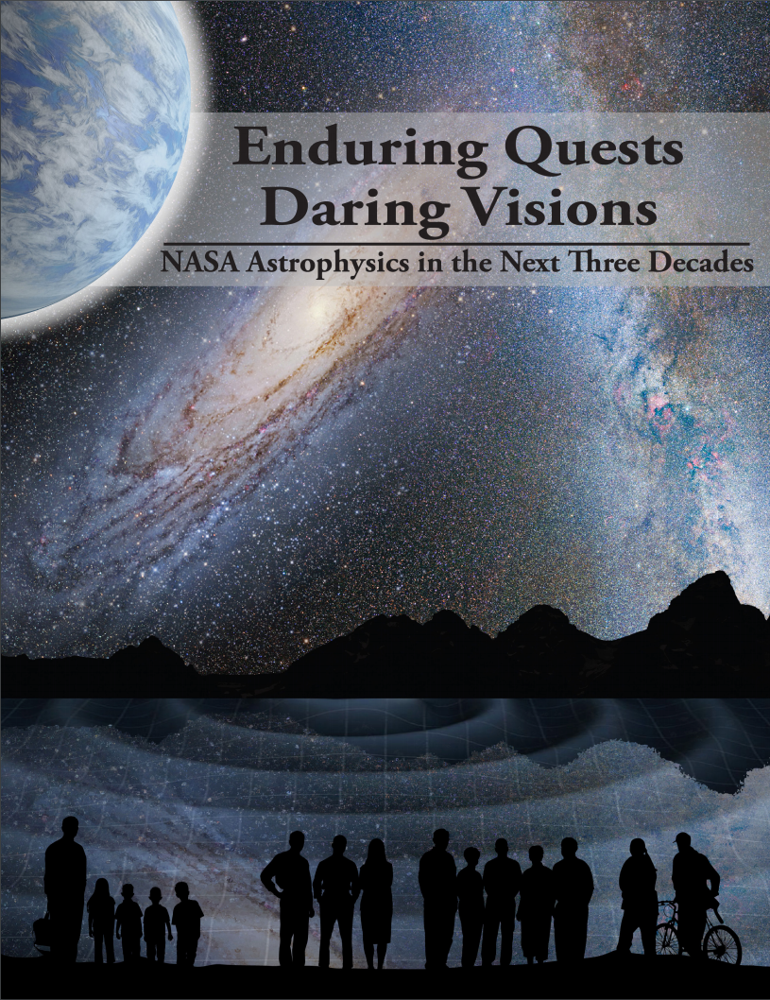 Enduring Quests
Daring Visions
NASA Astrophysics in the Next Three Decades